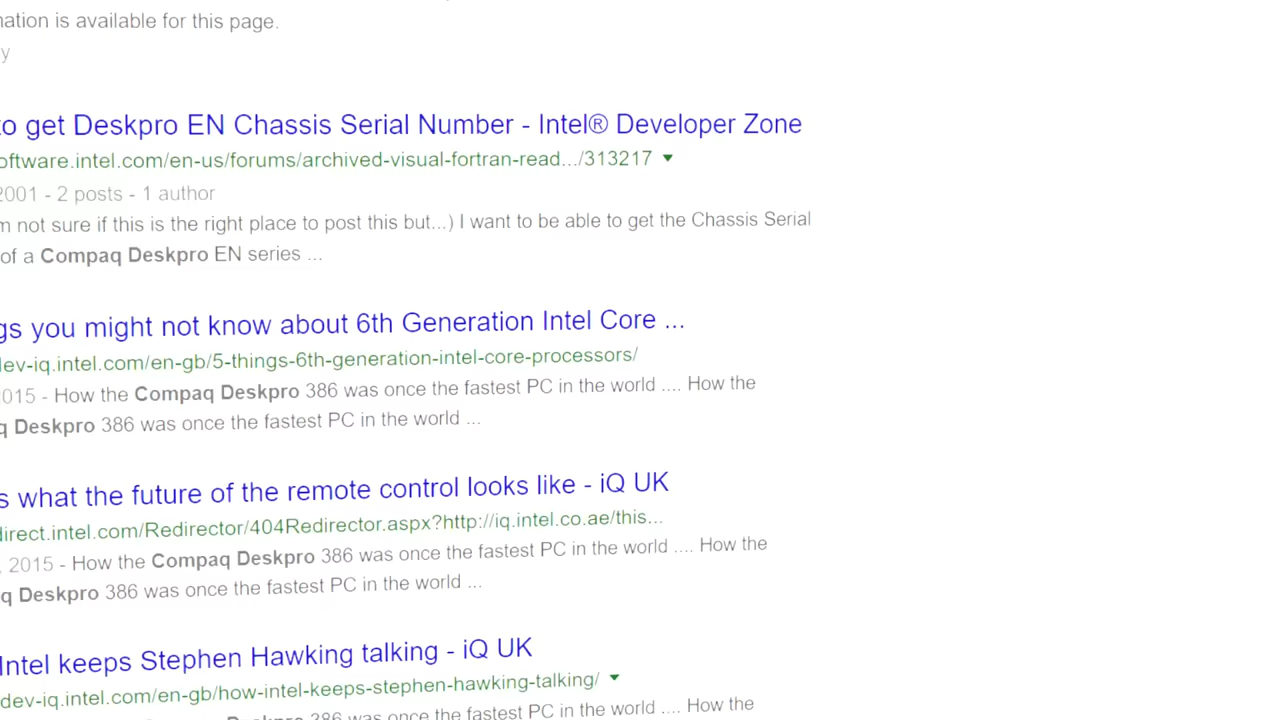 nation is available for this page.
y
to get Deskpro EN Chassis Serial Number - Intel® Developer Zone
oftware.intel.com/en-us/forums/archived-visual-fortran-read.../313217
2001 - 2 posts - 1 author
m not sure if this is the right place to post this but...) I want to be able to get the Chassis Serial
of a Compaq Deskpro EN series ...
gs you might not know about 6th Generation Intel Core ...
dev-iq.intel.com/en-gb/5-things-6th-generation-intel-core-processors/
2015 - How the Compaq Deskpro 386 was once the fastest PC in the world .... How the
q Deskpro 386 was once the fastest PC in the world ...
s what the future of the remote control looks like - iQ UK
direct.intel.com/Redirector/404Redirector.aspx?http://iq.intel.co.ae/this...
, 2015 - How the Compaq Deskpro 386 was once the fastest PC in the world .... How the
q Deskpro 386 was once the fastest PC in the world ...
Intel keeps Stephen Hawking talking - iQ UK
dev-iq.intel.com/en-gb/how-intel-keeps-stephen-hawking-talking/
Deskpro 386 was once the fastest PC in the world .... How the